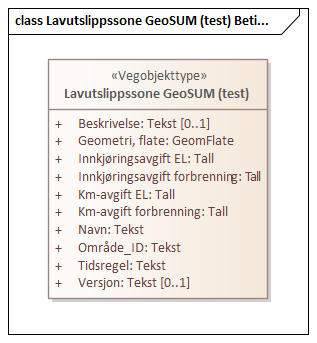 class Lavutslippssone GeoSUM (test) Beti...
«Vegobjekttype»
Lavutslippssone GeoSUM (test)
+ Beskrivelse: Tekst [0..1]
+ Geometri, flate: GeomFlate
+ Innkjøringsavgift EL: Tall
+ Innkjøringsavgift forbrenning: Tall
+ Km-avgift EL: Tall
+ Km-avgift forbrenning: Tall
+ Navn: Tekst
+ Område_ID: Tekst
+ Tidsregel: Tekst
+ Versjon: Tekst [0..1]